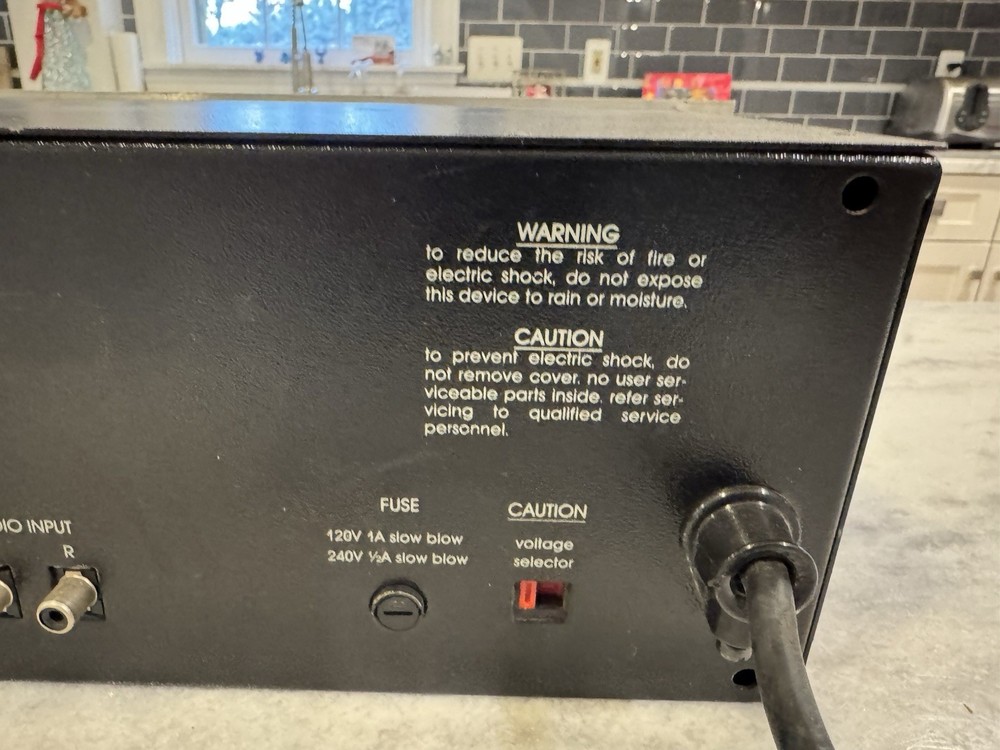 WARNING
to reduce the risk of fire or
electric shock, do not expose
this device to rain or moisture.
CAUTION
to prevent electric shock, do
not remove cover. no user ser-
viceable parts inside. refer ser-
vicing to qualified service
personnel.
FUSE
120V 1A slow blow
240V ½A slow blow
CAUTION
voltage
selector
INPUT
R